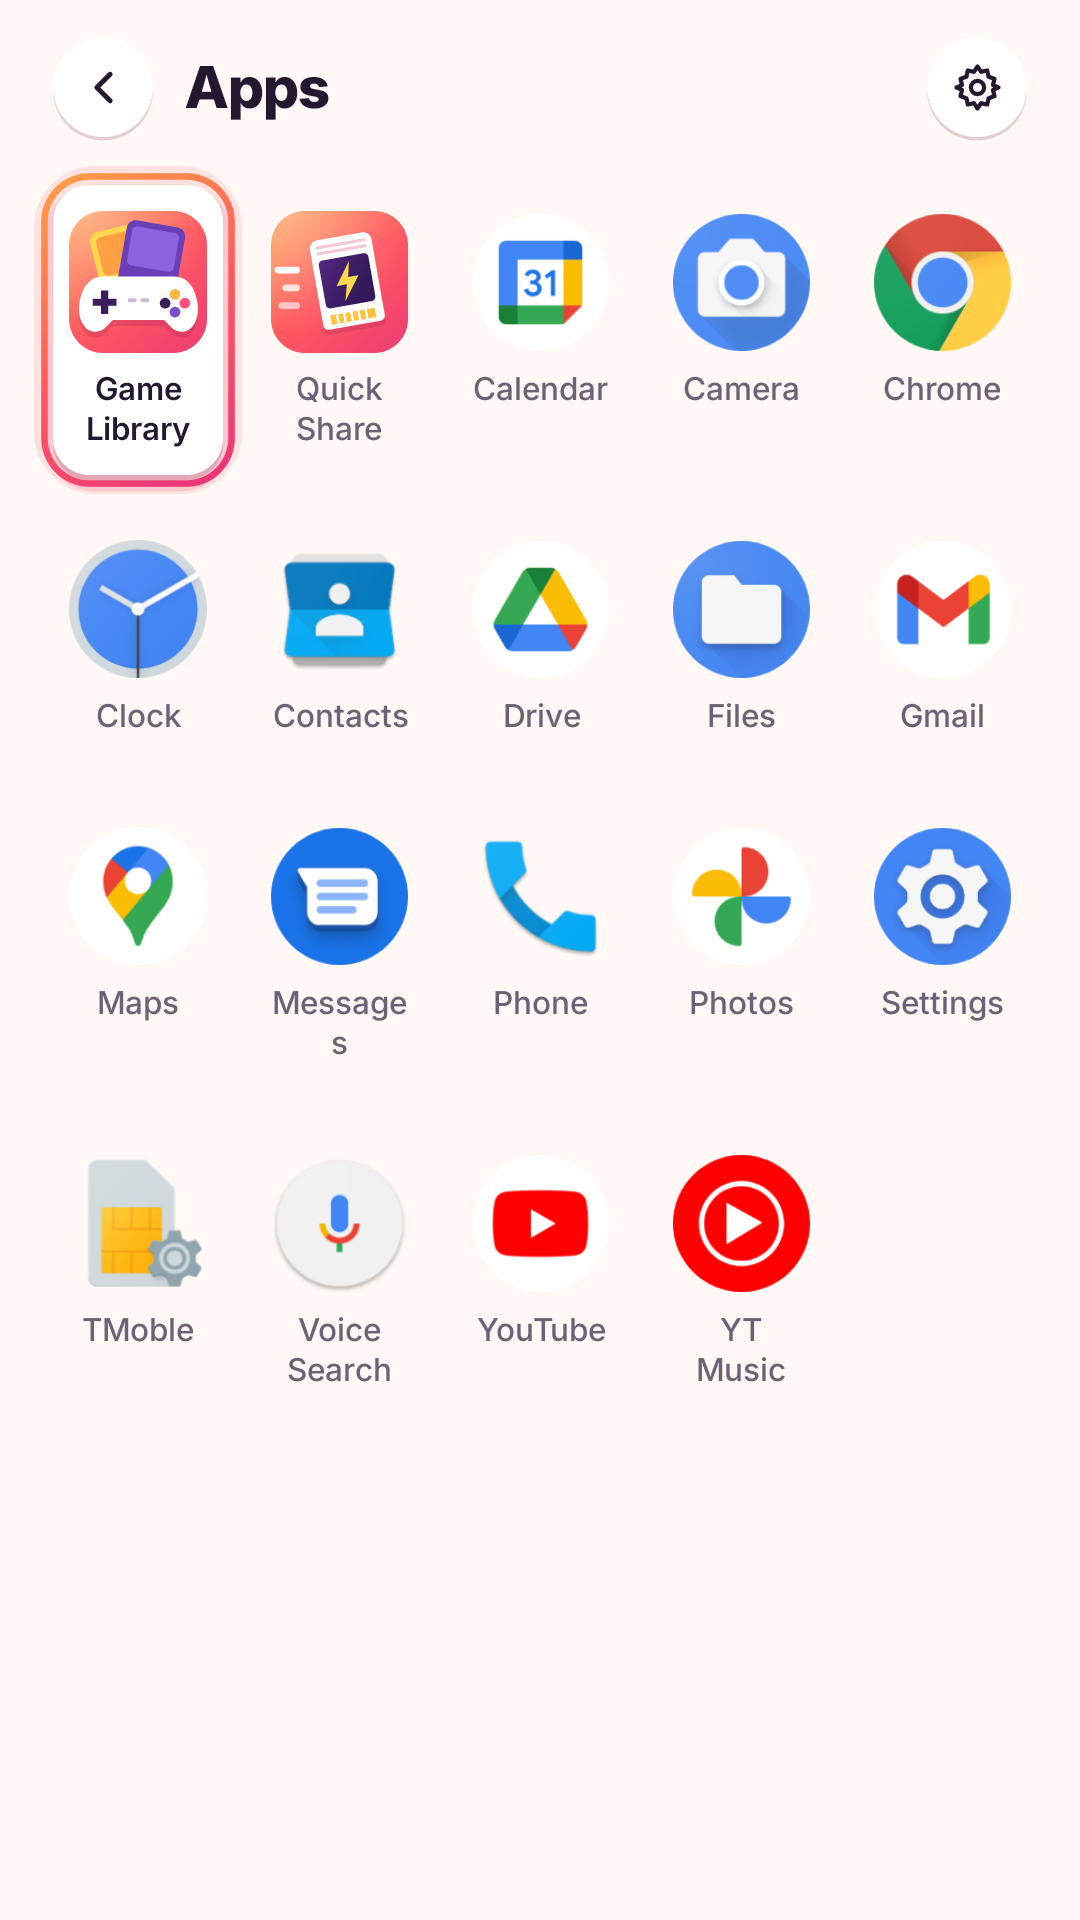 Apps
Game
Library
Quick
Share
31
Calendar
Camera
Chrome
Clock
Contacts
Drive
Files
Gmail
Maps
Message
s
Phone
Photos
Settings
TMoble
Voice
Search
YouTube
YT
Music